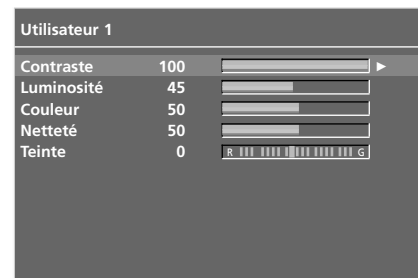 Utilisateur 1
Contraste 100
Luminosité 45
Couleur 50
Netteté 50
Teinte 0 R G